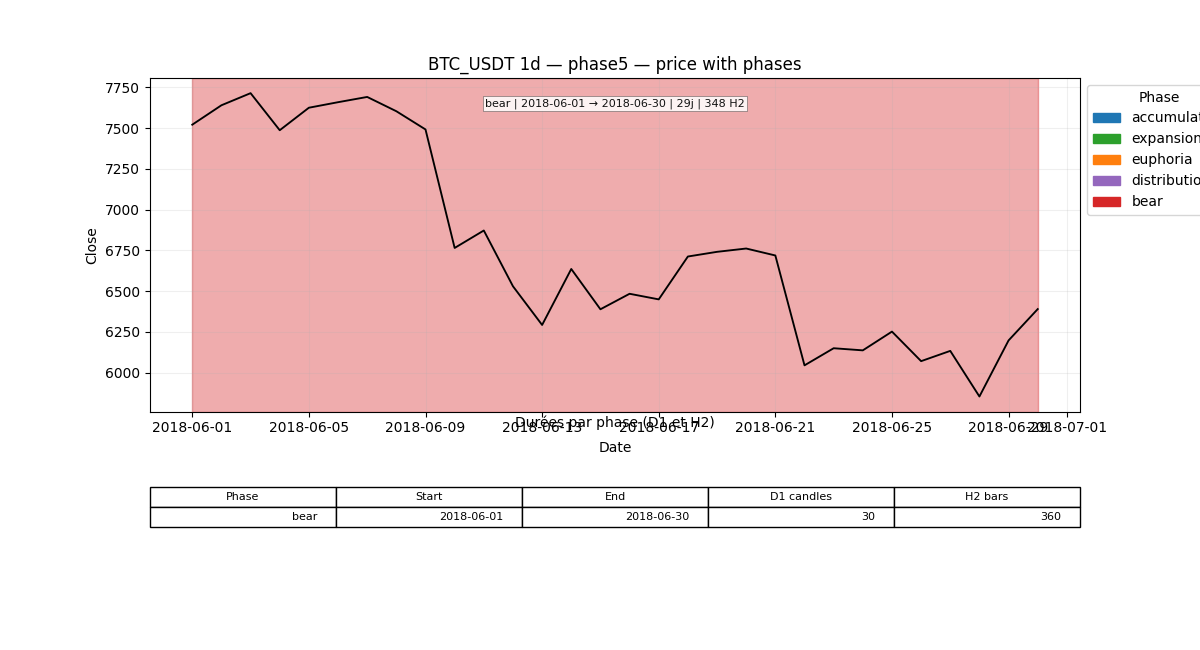 BTC_USDT 1d — phase5 — price with phases
bear | 2018-06-01 → 2018-06-30 | 29j | 348 H2
Close
7750
7500
7250
7000
6750
6500
6250
6000
Phase
accumulat
expansion
euphoria
distributio
bear
Durées par phase (D1 et H2)
2018-06-01 2018-06-05 2018-06-09 2018-06-13 2018-06-17 2018-06-21 2018-06-25 2018-06-29 2018-07-01
Date
Phase Start End D1 candles H2 bars
bear 2018-06-01 2018-06-30 30 360